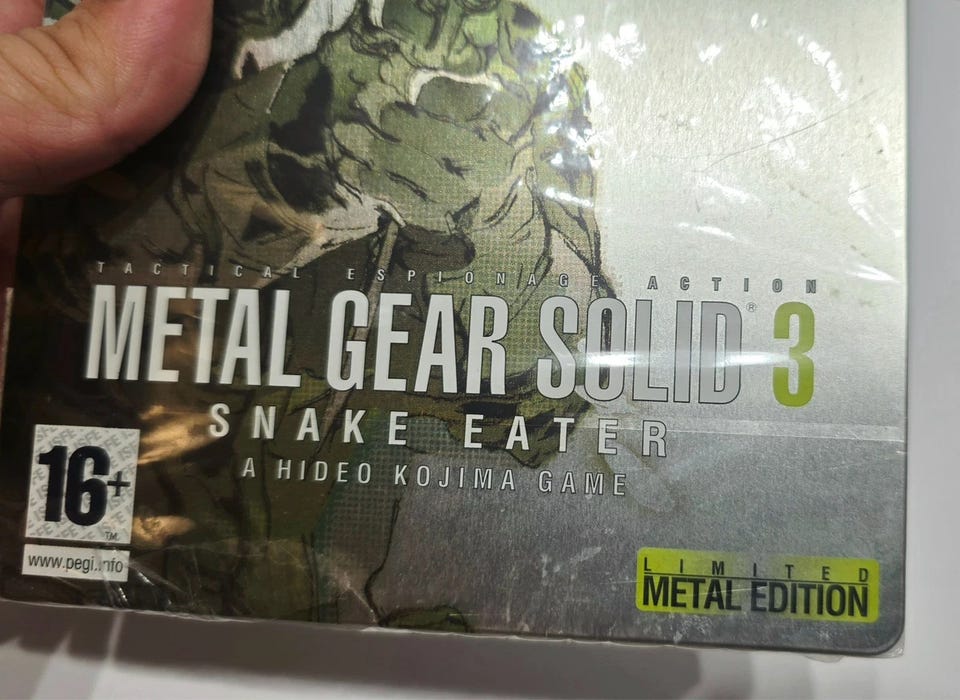 TACTICAL ESPIONAGE ACTION
METAL GEAR SOLID® 3
SNAKE EATER
A HIDEO KOJIMA GAME
16+
TM
www.pegi.info
LIMITED
METAL EDITION